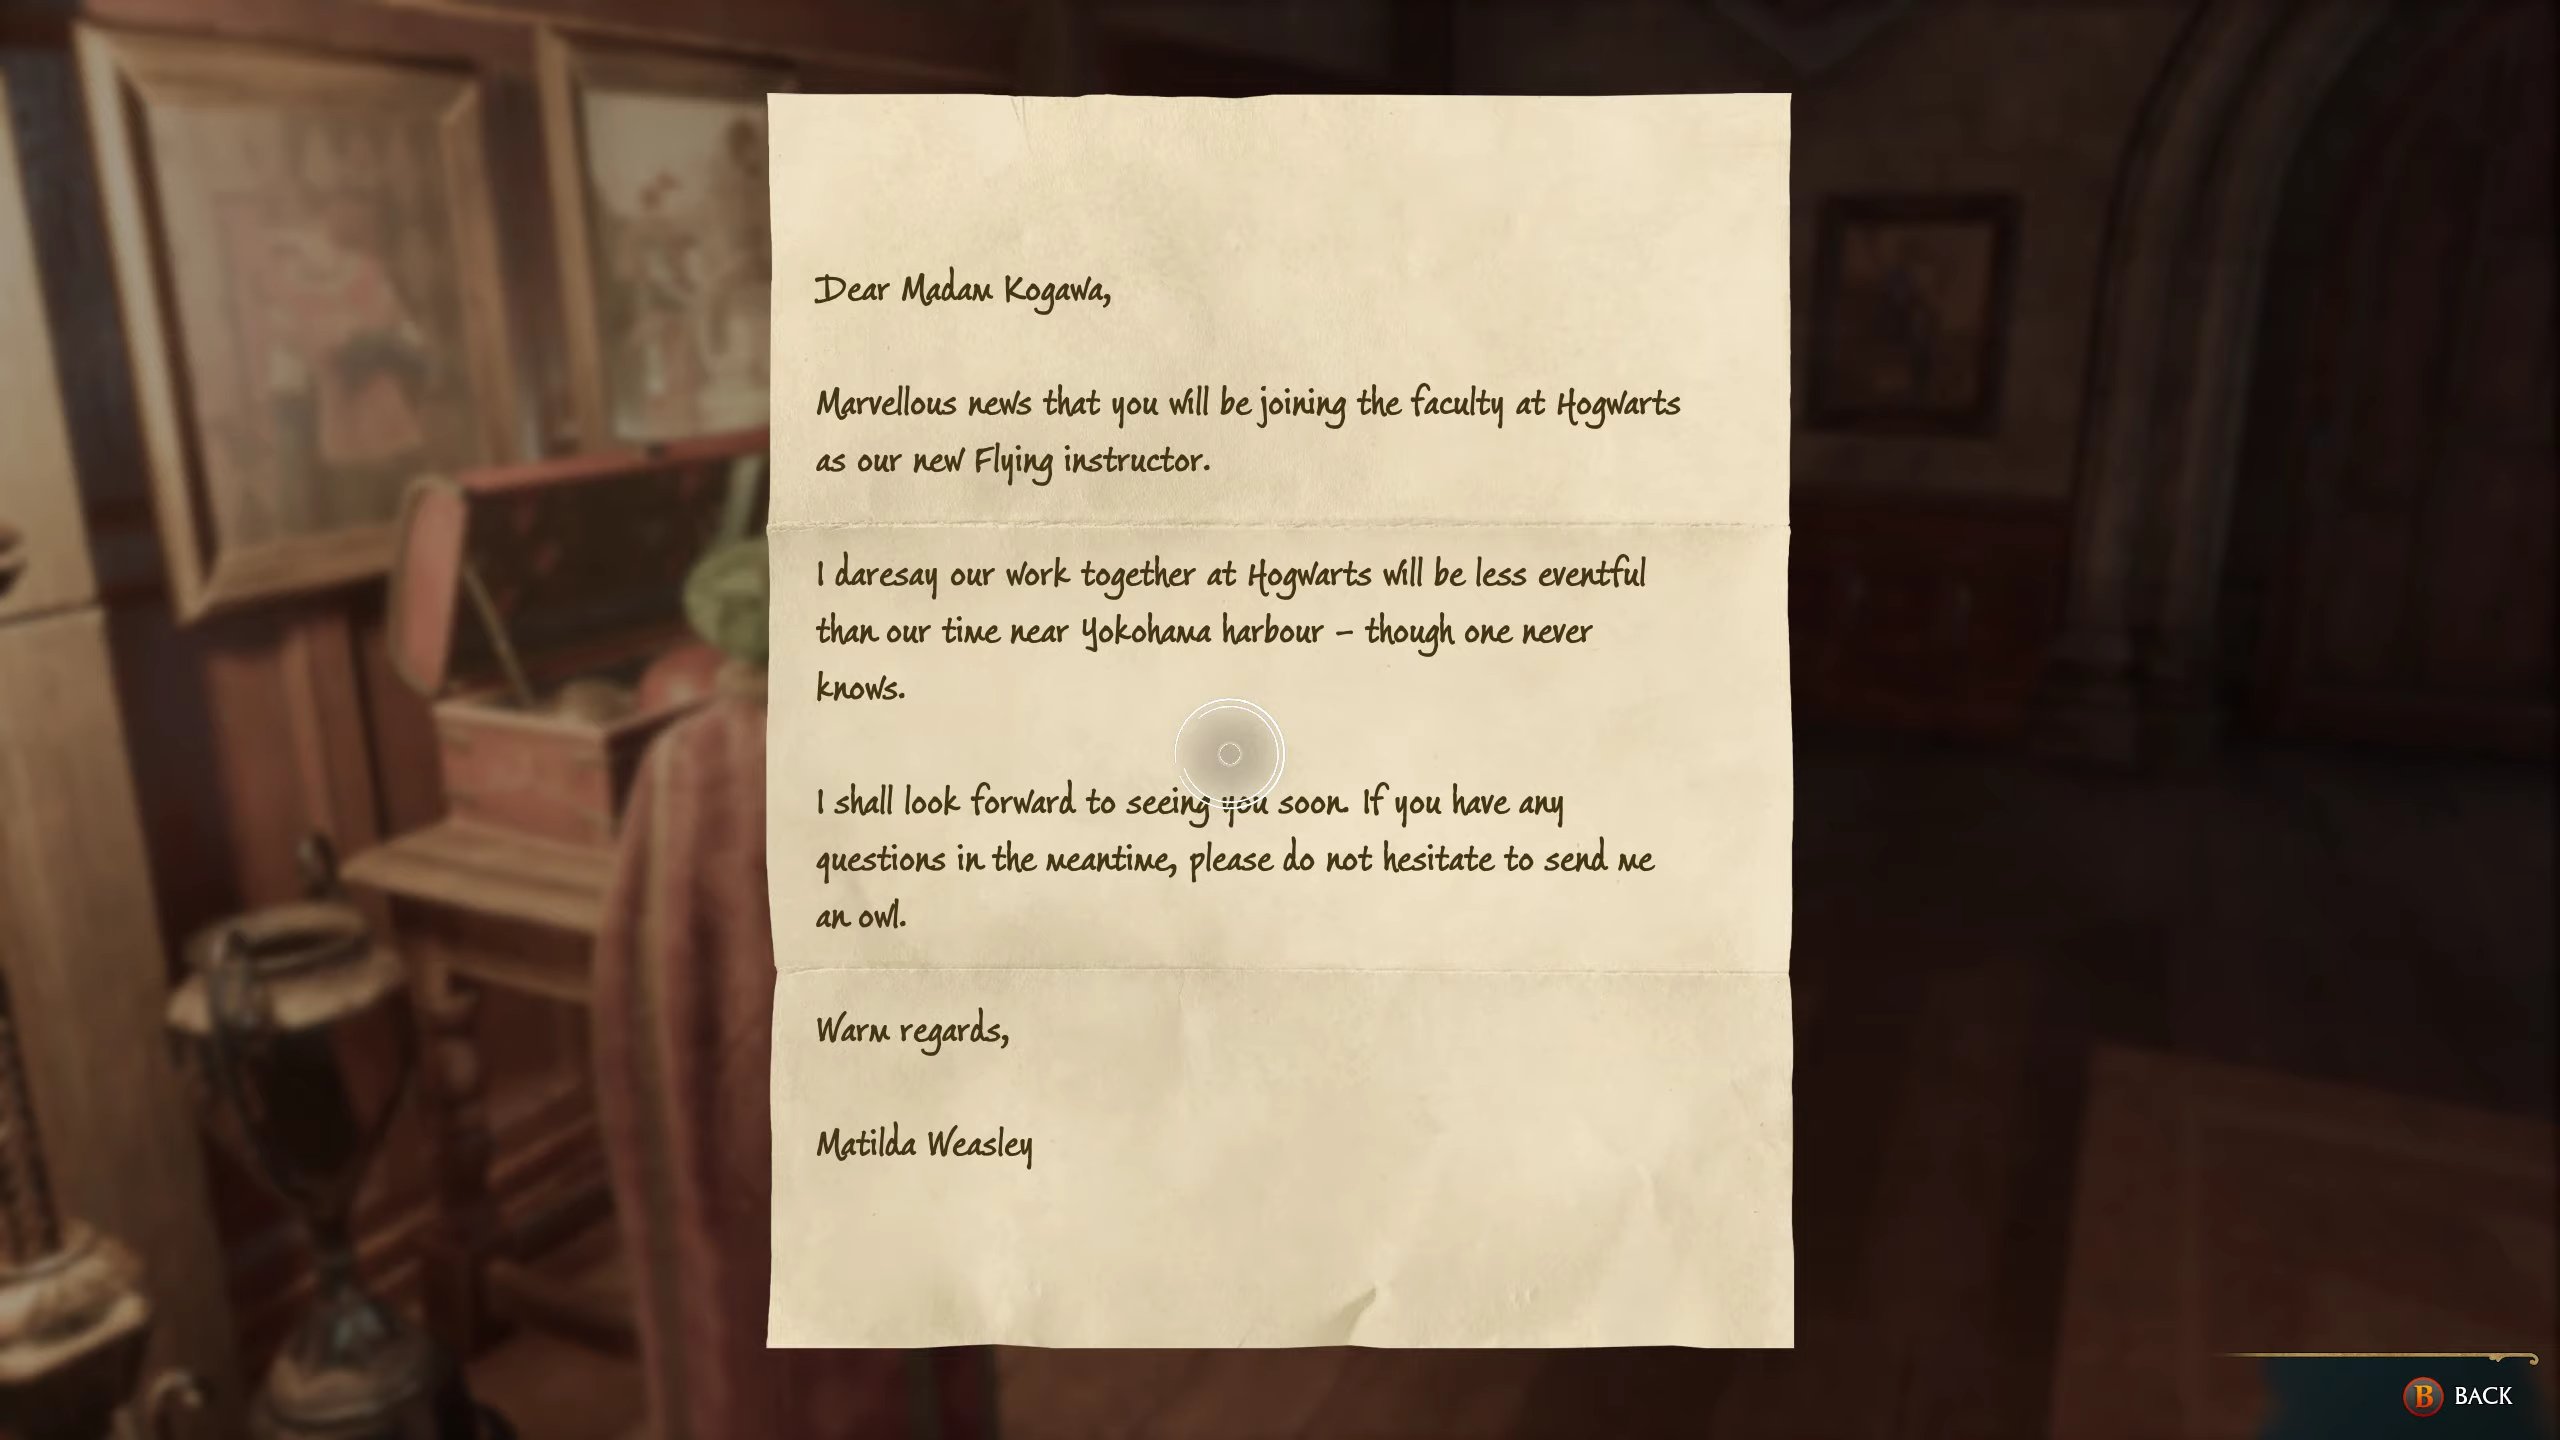 Dear Madam Kogawa,
Marvellous news that you will be joining the faculty at Hogwarts
as our new Flying instructor.
I daresay our work together at Hogwarts will be less eventful
than our time near Yokohama harbour – though one never
knows.
I shall look forward to seeing you soon. If you have any
questions in the meantime, please do not hesitate to send me
an owl.
Warm regards,
Matilda Weasley
B BACK